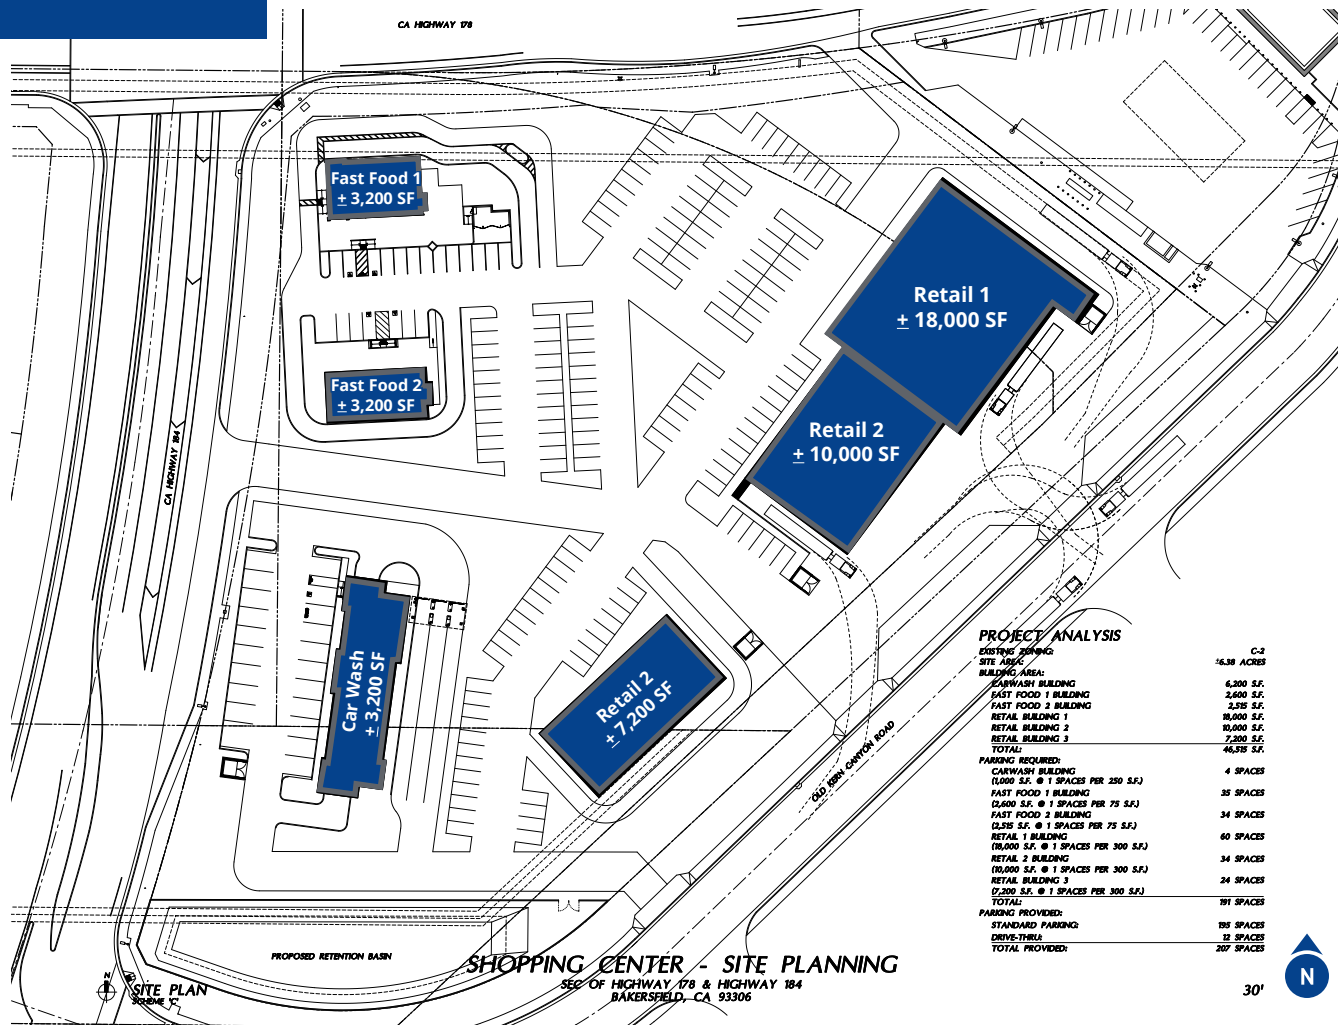 CA HIGHWAY 178
Fast Food 1
± 3,200 SF
Retail 1
± 18,000 SF
Fast Food 2
± 3,200 SF
Retail 2
± 10,000 SF
CA HIGHWAY 184
Car Wash
± 3,200 SF
Retail 2
± 7,200 SF
OLD KERN CANYON ROAD
PROJECT ANALYSIS
EXISTING ZONING: C-2
SITE AREA: ±6.38 ACRES
BUILDING AREA:
CARWASH BUILDING 6,200 S.F.
FAST FOOD 1 BUILDING 2,600 S.F.
FAST FOOD 2 BUILDING 2,515 S.F.
RETAIL BUILDING 1 18,000 S.F.
RETAIL BUILDING 2 10,000 S.F.
RETAIL BUILDING 3 7,200 S.F.
TOTAL: 46,515 S.F.
PARKING REQUIRED:
CARWASH BUILDING 4 SPACES
(1,000 S.F. @ 1 SPACES PER 250 S.F.)
FAST FOOD 1 BUILDING 35 SPACES
(2,600 S.F. @ 1 SPACES PER 75 S.F.)
FAST FOOD 2 BUILDING 34 SPACES
(2,515 S.F. @ 1 SPACES PER 75 S.F.)
RETAIL 1 BUILDING 60 SPACES
(18,000 S.F. @ 1 SPACES PER 300 S.F.)
RETAIL 2 BUILDING 34 SPACES
(10,000 S.F. @ 1 SPACES PER 300 S.F.)
RETAIL BUILDING 3 24 SPACES
(7,200 S.F. @ 1 SPACES PER 300 S.F.)
TOTAL: 191 SPACES
PARKING PROVIDED:
STANDARD PARKING: 195 SPACES
DRIVE-THRU: 12 SPACES
TOTAL PROVIDED: 207 SPACES
PROPOSED RETENTION BASIN
SHOPPING CENTER - SITE PLANNING
SEC OF HIGHWAY 178 & HIGHWAY 184
BAKERSFIELD, CA 93306
N
SITE PLAN
SCHEME "C"
30'
N